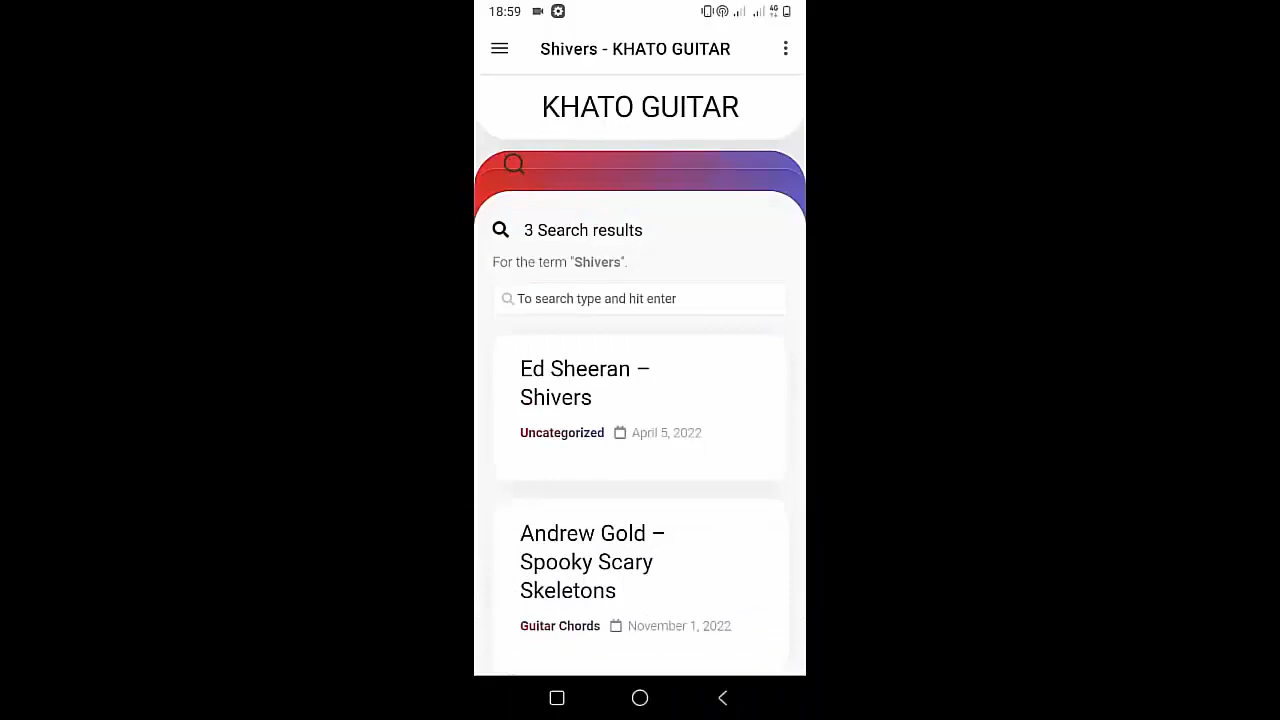 18:59
4G
Shivers - KHATO GUITAR
KHATO GUITAR
3 Search results
For the term "Shivers".
To search type and hit enter
Ed Sheeran –
Shivers
Uncategorized April 5, 2022
Andrew Gold –
Spooky Scary
Skeletons
Guitar Chords November 1, 2022